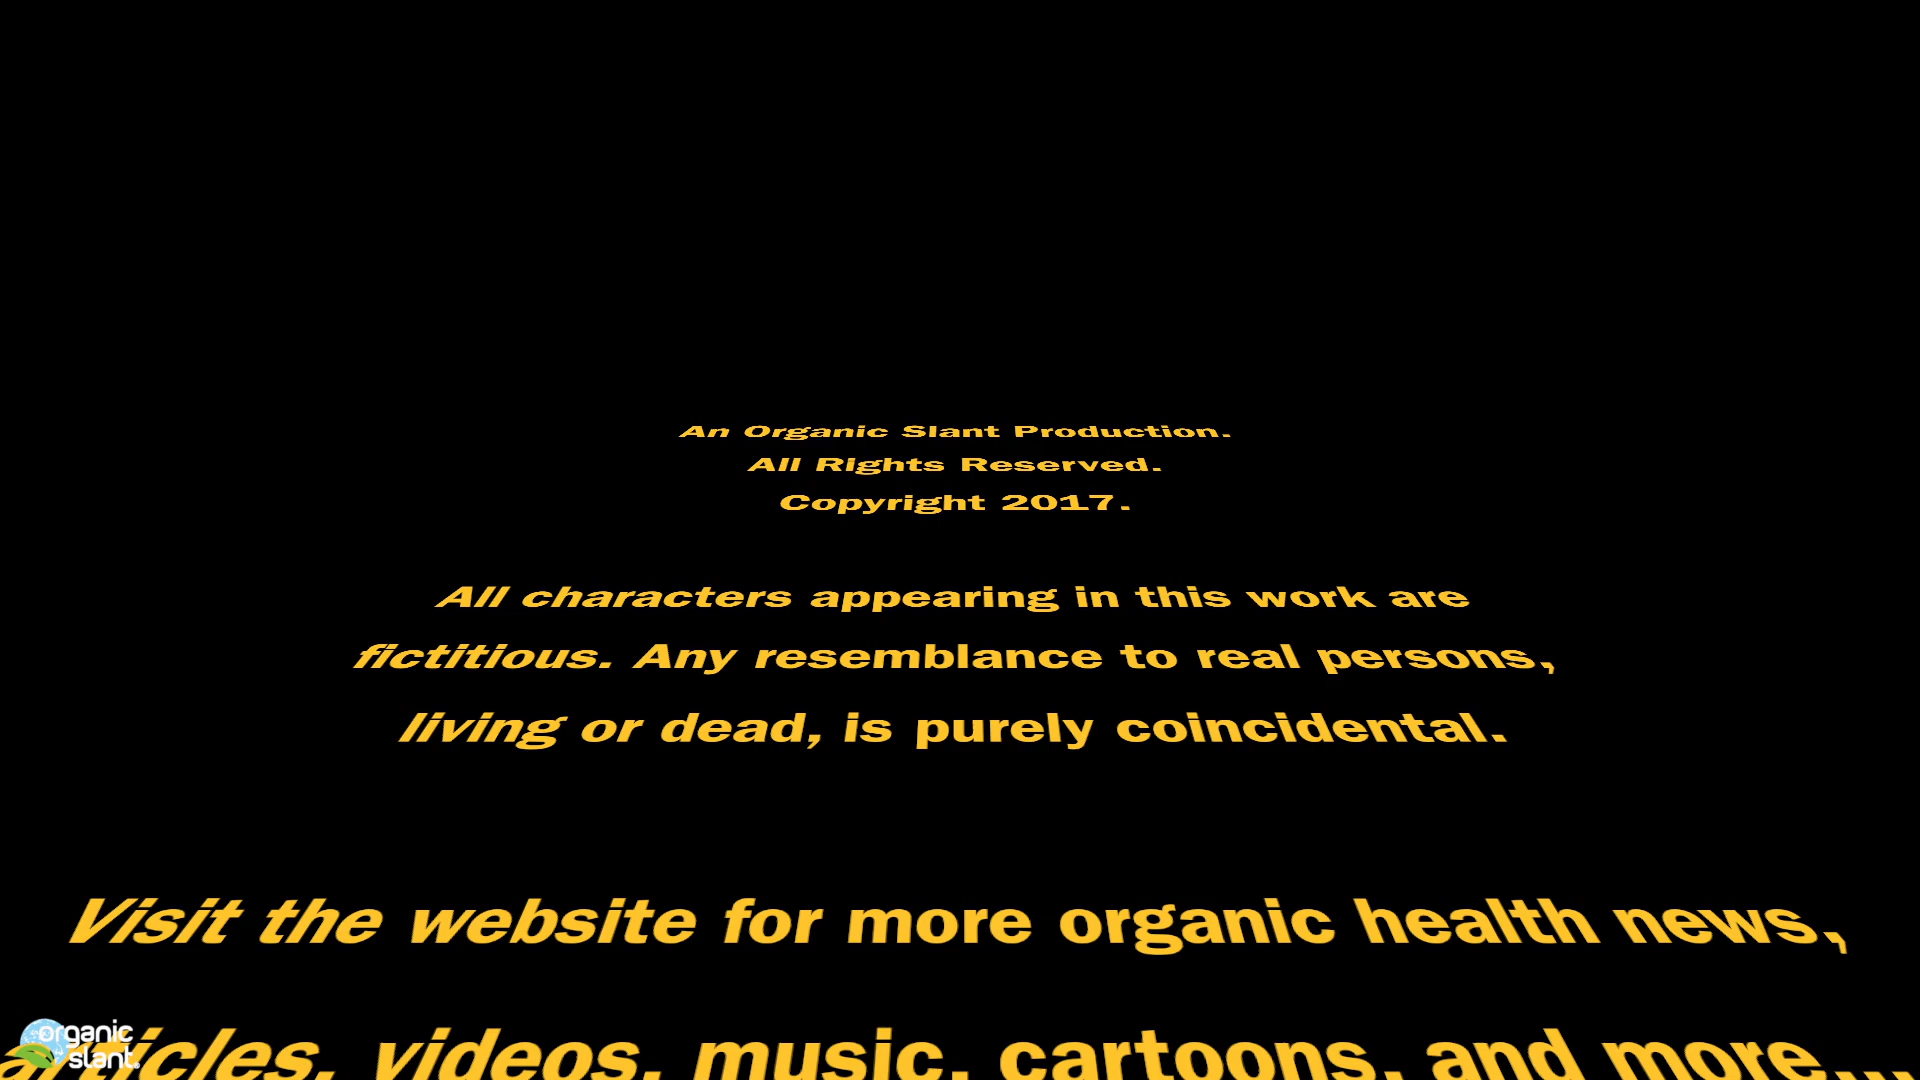 An Organic Slant Production.
All Rights Reserved.
Copyright 2017.
All characters appearing in this work are
fictitious. Any resemblance to real persons,
living or dead, is purely coincidental.
Visit the website for more organic health news,
articles, videos, music, cartoons, and more...
organic
slant.